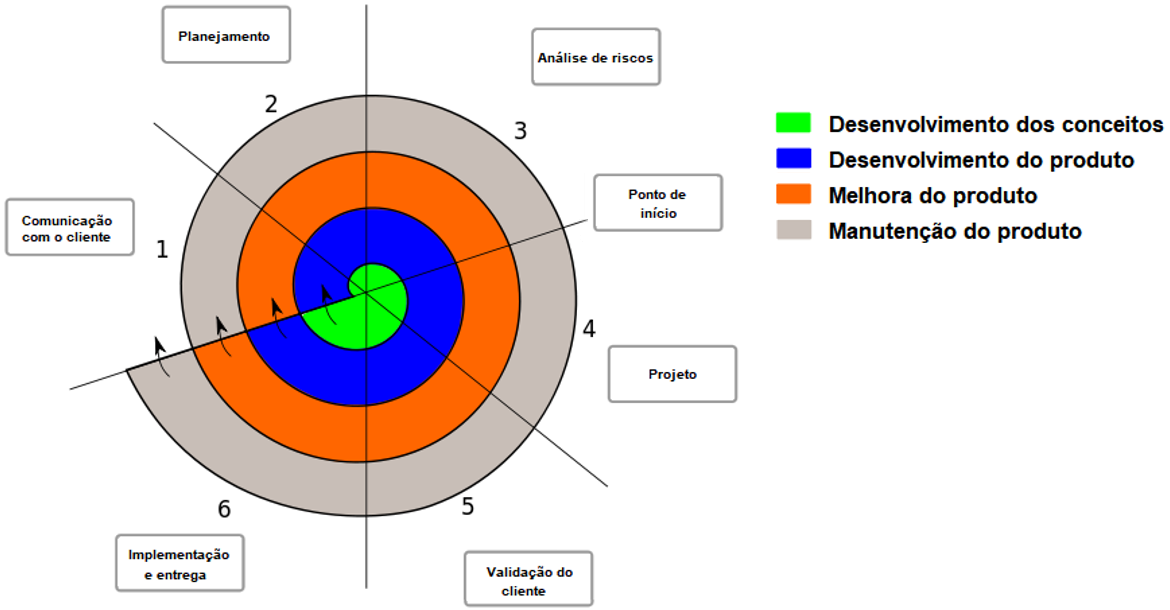 Planejamento
Análise de riscos
2
3
Desenvolvimento dos conceitos
Desenvolvimento do produto
Melhora do produto
Manutenção do produto
Ponto de
início
Comunicação
com o cliente
1
4
Projeto
6
5
Implementação
e entrega
Validação do
cliente